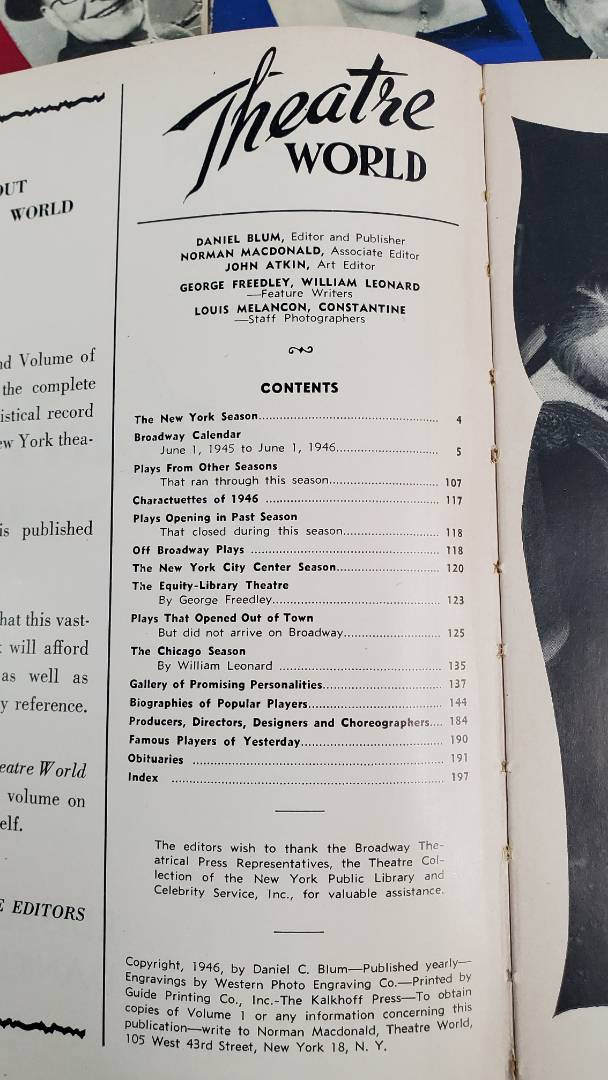 OUT
WORLD
nd Volume of
the complete
istical record
ew York thea-
is published
hat this vast-
will afford
as well as
y reference.
eatre World
volume on
elf.
E EDITORS
Theatre
WORLD
DANIEL BLUM, Editor and Publisher
NORMAN MACDONALD, Associate Editor
JOHN ATKIN, Art Editor
GEORGE FREEDLEY, WILLIAM LEONARD
—Feature Writers
LOUIS MELANCON, CONSTANTINE
—Staff Photographers
CONTENTS
The New York Season 4
Broadway Calendar
June 1, 1945 to June 1, 1946 5
Plays From Other Seasons
That ran through this season 107
Charactuettes of 1946 117
Plays Opening in Past Season
That closed during this season 118
Off Broadway Plays 118
The New York City Center Season 120
The Equity-Library Theatre
By George Freedley 123
Plays That Opened Out of Town
But did not arrive on Broadway 125
The Chicago Season
By William Leonard 135
Gallery of Promising Personalities 137
Biographies of Popular Players 144
Producers, Directors, Designers and Choreographers 184
Famous Players of Yesterday 190
Obituaries 191
Index 197
The editors wish to thank the Broadway The-
atrical Press Representatives, the Theatre Col-
lection of the New York Public Library and
Celebrity Service, Inc., for valuable assistance.
Copyright, 1946, by Daniel C. Blum—Published yearly—
Engravings by Western Photo Engraving Co.—Printed by
Guide Printing Co., Inc.-The Kalkhoff Press—To obtain
copies of Volume 1 or any information concerning this
publication—write to Norman Macdonald, Theatre World,
105 West 43rd Street, New York 18, N. Y.